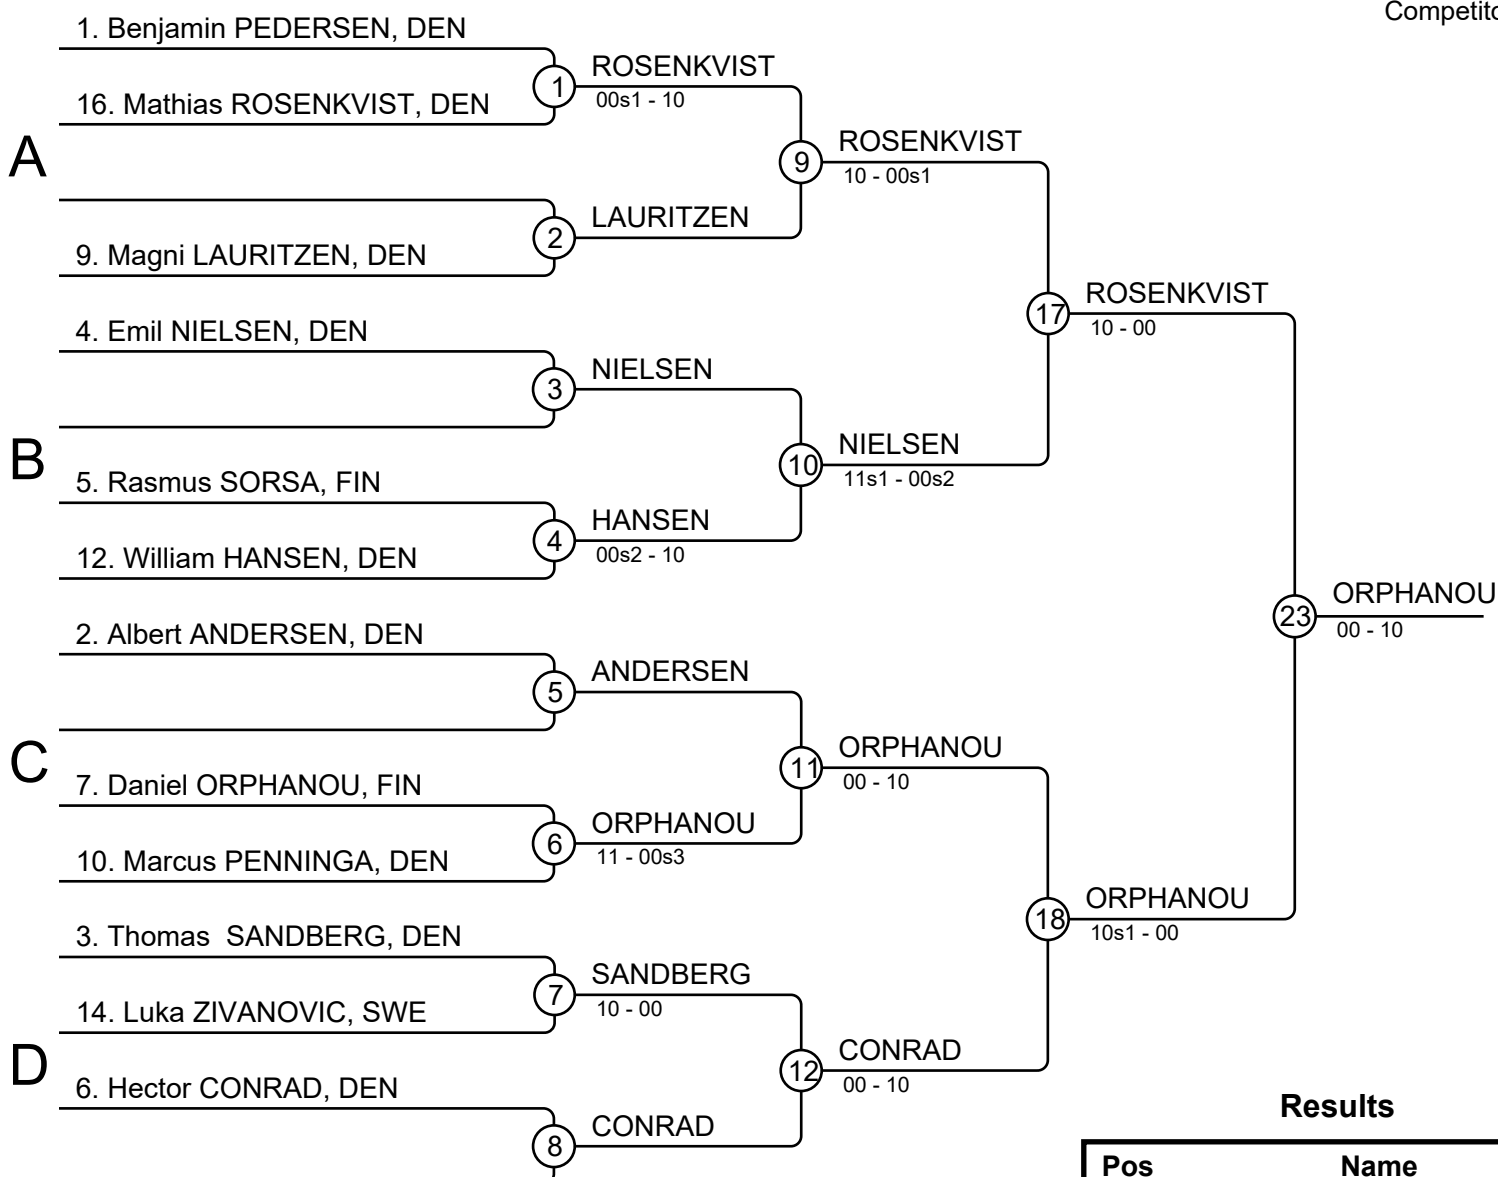 Competito
1. Benjamin PEDERSEN, DEN
ROSENKVIST
1
00s1 - 10
16. Mathias ROSENKVIST, DEN
A
ROSENKVIST
9
10 - 00s1
LAURITZEN
2
9. Magni LAURITZEN, DEN
ROSENKVIST
17
10 - 00
4. Emil NIELSEN, DEN
NIELSEN
3
B
NIELSEN
10
11s1 - 00s2
5. Rasmus SORSA, FIN
HANSEN
4
00s2 - 10
12. William HANSEN, DEN
ORPHANOU
23
00 - 10
2. Albert ANDERSEN, DEN
ANDERSEN
5
C
ORPHANOU
11
00 - 10
7. Daniel ORPHANOU, FIN
ORPHANOU
6
11 - 00s3
10. Marcus PENNINGA, DEN
ORPHANOU
18
10s1 - 00
3. Thomas  SANDBERG, DEN
SANDBERG
7
10 - 00
14. Luka ZIVANOVIC, SWE
D
CONRAD
12
00 - 10
6. Hector CONRAD, DEN
CONRAD
8
Results
Pos Name